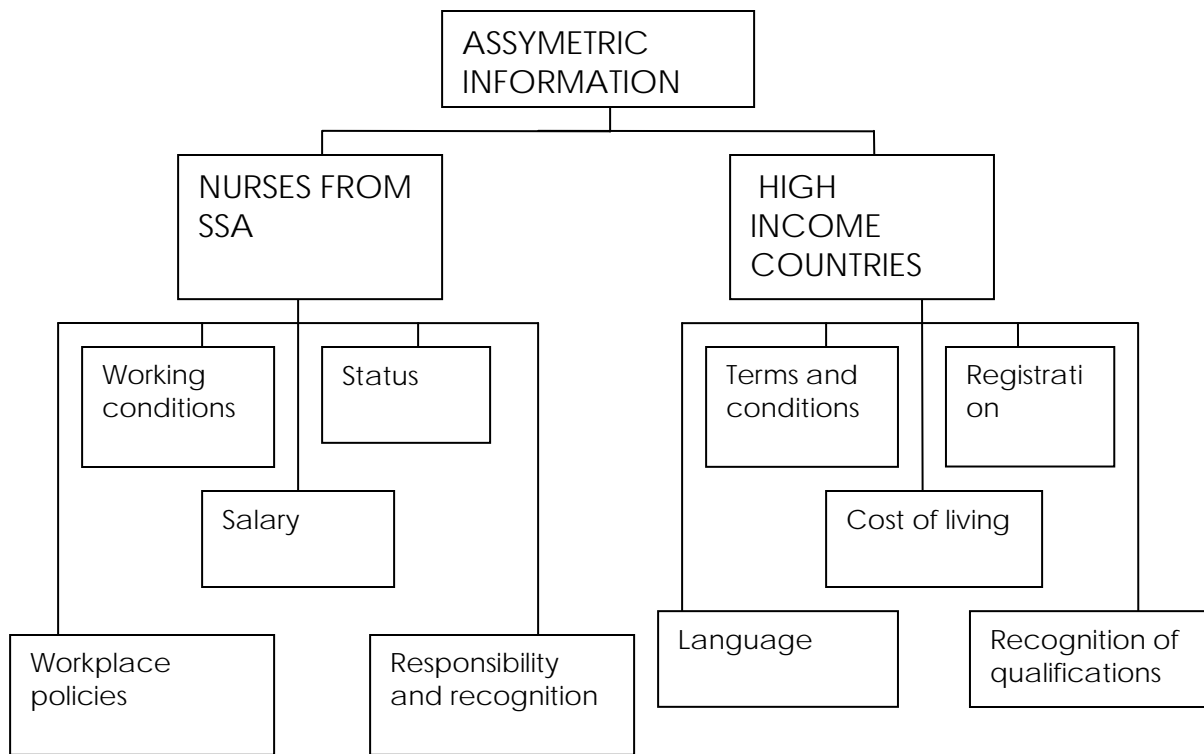 ASSYMETRIC
INFORMATION
NURSES FROM
SSA
HIGH
INCOME
COUNTRIES
Working
conditions
Status
Terms and
conditions
Registrati
on
Salary
Cost of living
Workplace
policies
Responsibility
and recognition
Language
Recognition of
qualifications